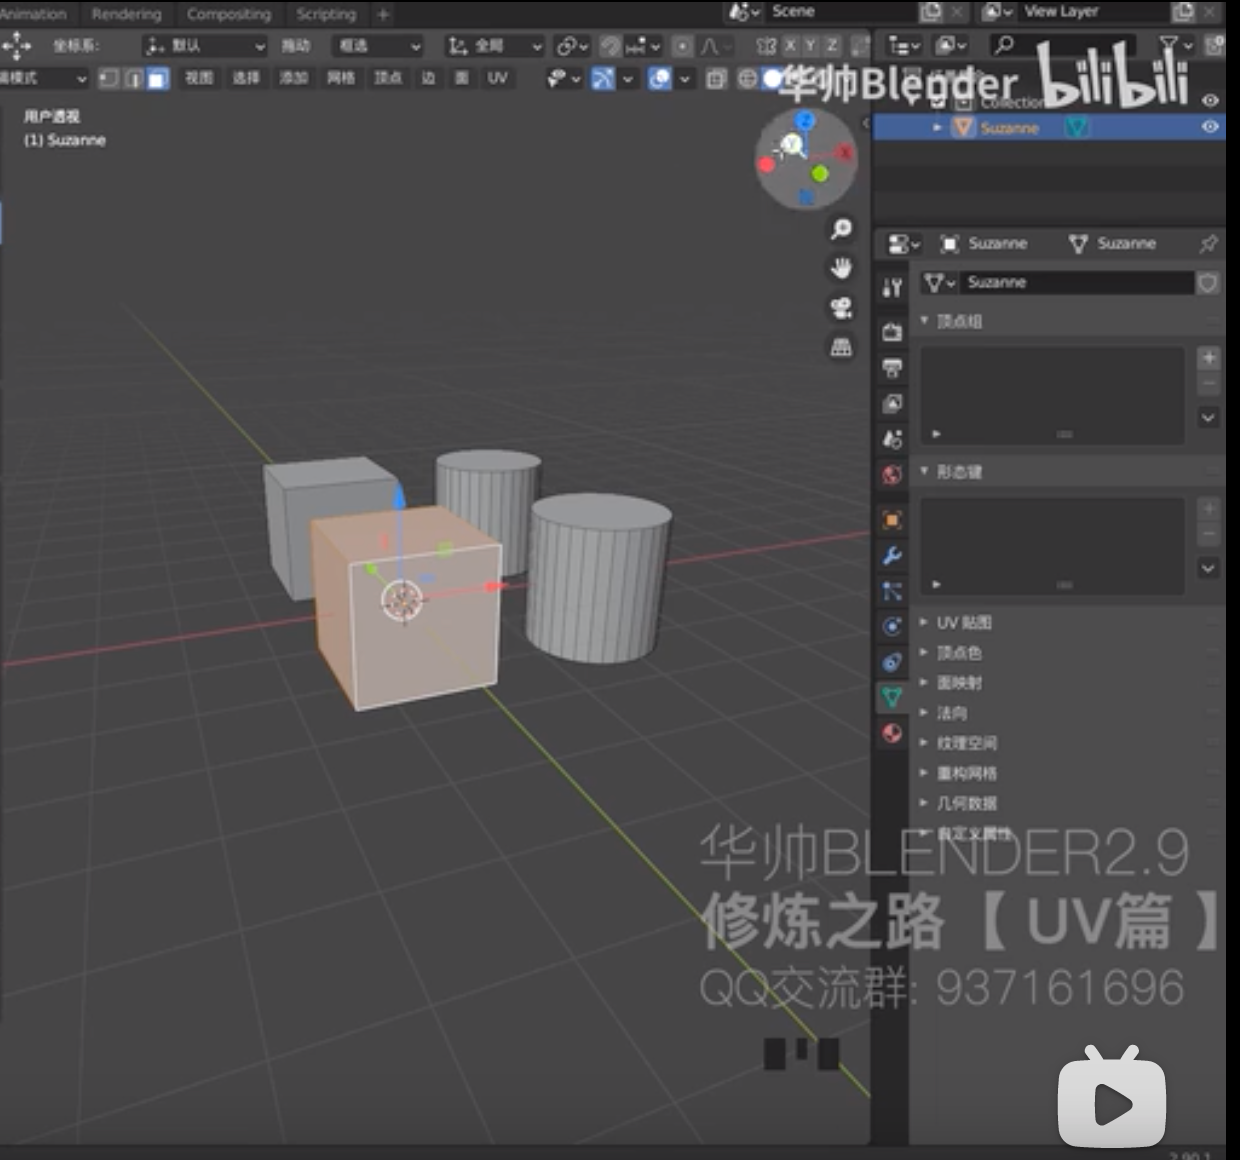 Animation Rendering Compositing Scripting +
Scene
View Layer
坐标系: 默认 拖动 框选 全局 X Y Z
编辑模式 视图 选择 添加 网格 顶点 边 面 UV
华帅Blender bilibili
Collection
Suzanne
用户透视
(1) Suzanne
Z
Y
X
Suzanne Suzanne
Suzanne
顶点组
形态键
UV 贴图
顶点色
面映射
法向
纹理空间
重构网格
几何数据
自定义属性
华帅BLENDER2.9
修炼之路【 UV篇 】
QQ交流群: 937161696
2.90.1